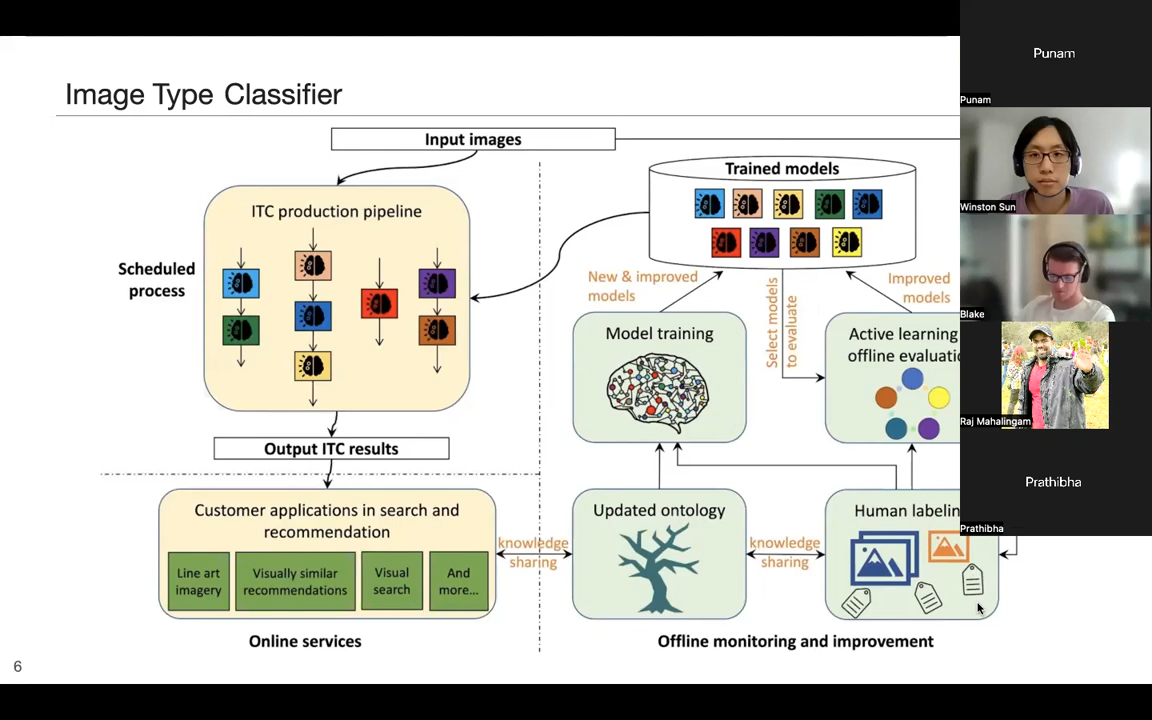 Image Type Classifier
Input images
ITC production pipeline
Scheduled
process
Output ITC results
Customer applications in search and
recommendation
Line art
imagery
Visually similar
recommendations
Visual
search
And
more...
Online services
Trained models
New & improved
models
Select models
to evaluate
Improved
models
Model training
Active learning
offline evaluatio
knowledge
sharing
Updated ontology
knowledge
sharing
Human labelin
Offline monitoring and improvement
6
Punam
Punam
Winston Sun
Blake
Raj Mahalingam
Prathibha
Prathibha